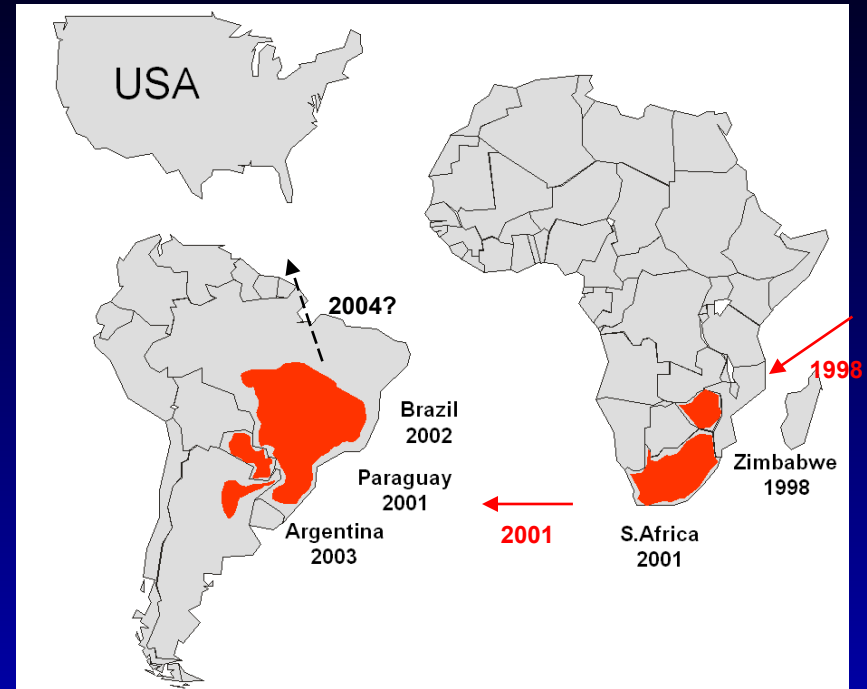 USA
2004?
1998
Brazil
2002
Paraguay
2001
Zimbabwe
1998
Argentina
2003
2001
S.Africa
2001